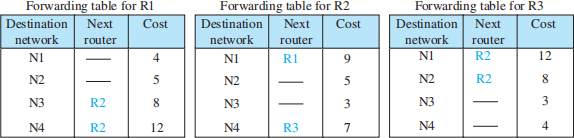 Forwarding table for R1
Destination network Next router Cost
N1 — 4
N2 — 5
N3 R2 8
N4 R2 12
Forwarding table for R2
Destination network Next router Cost
N1 R1 9
N2 — 5
N3 — 3
N4 R3 7
Forwarding table for R3
Destination network Next router Cost
N1 R2 12
N2 R2 8
N3 — 3
N4 — 4